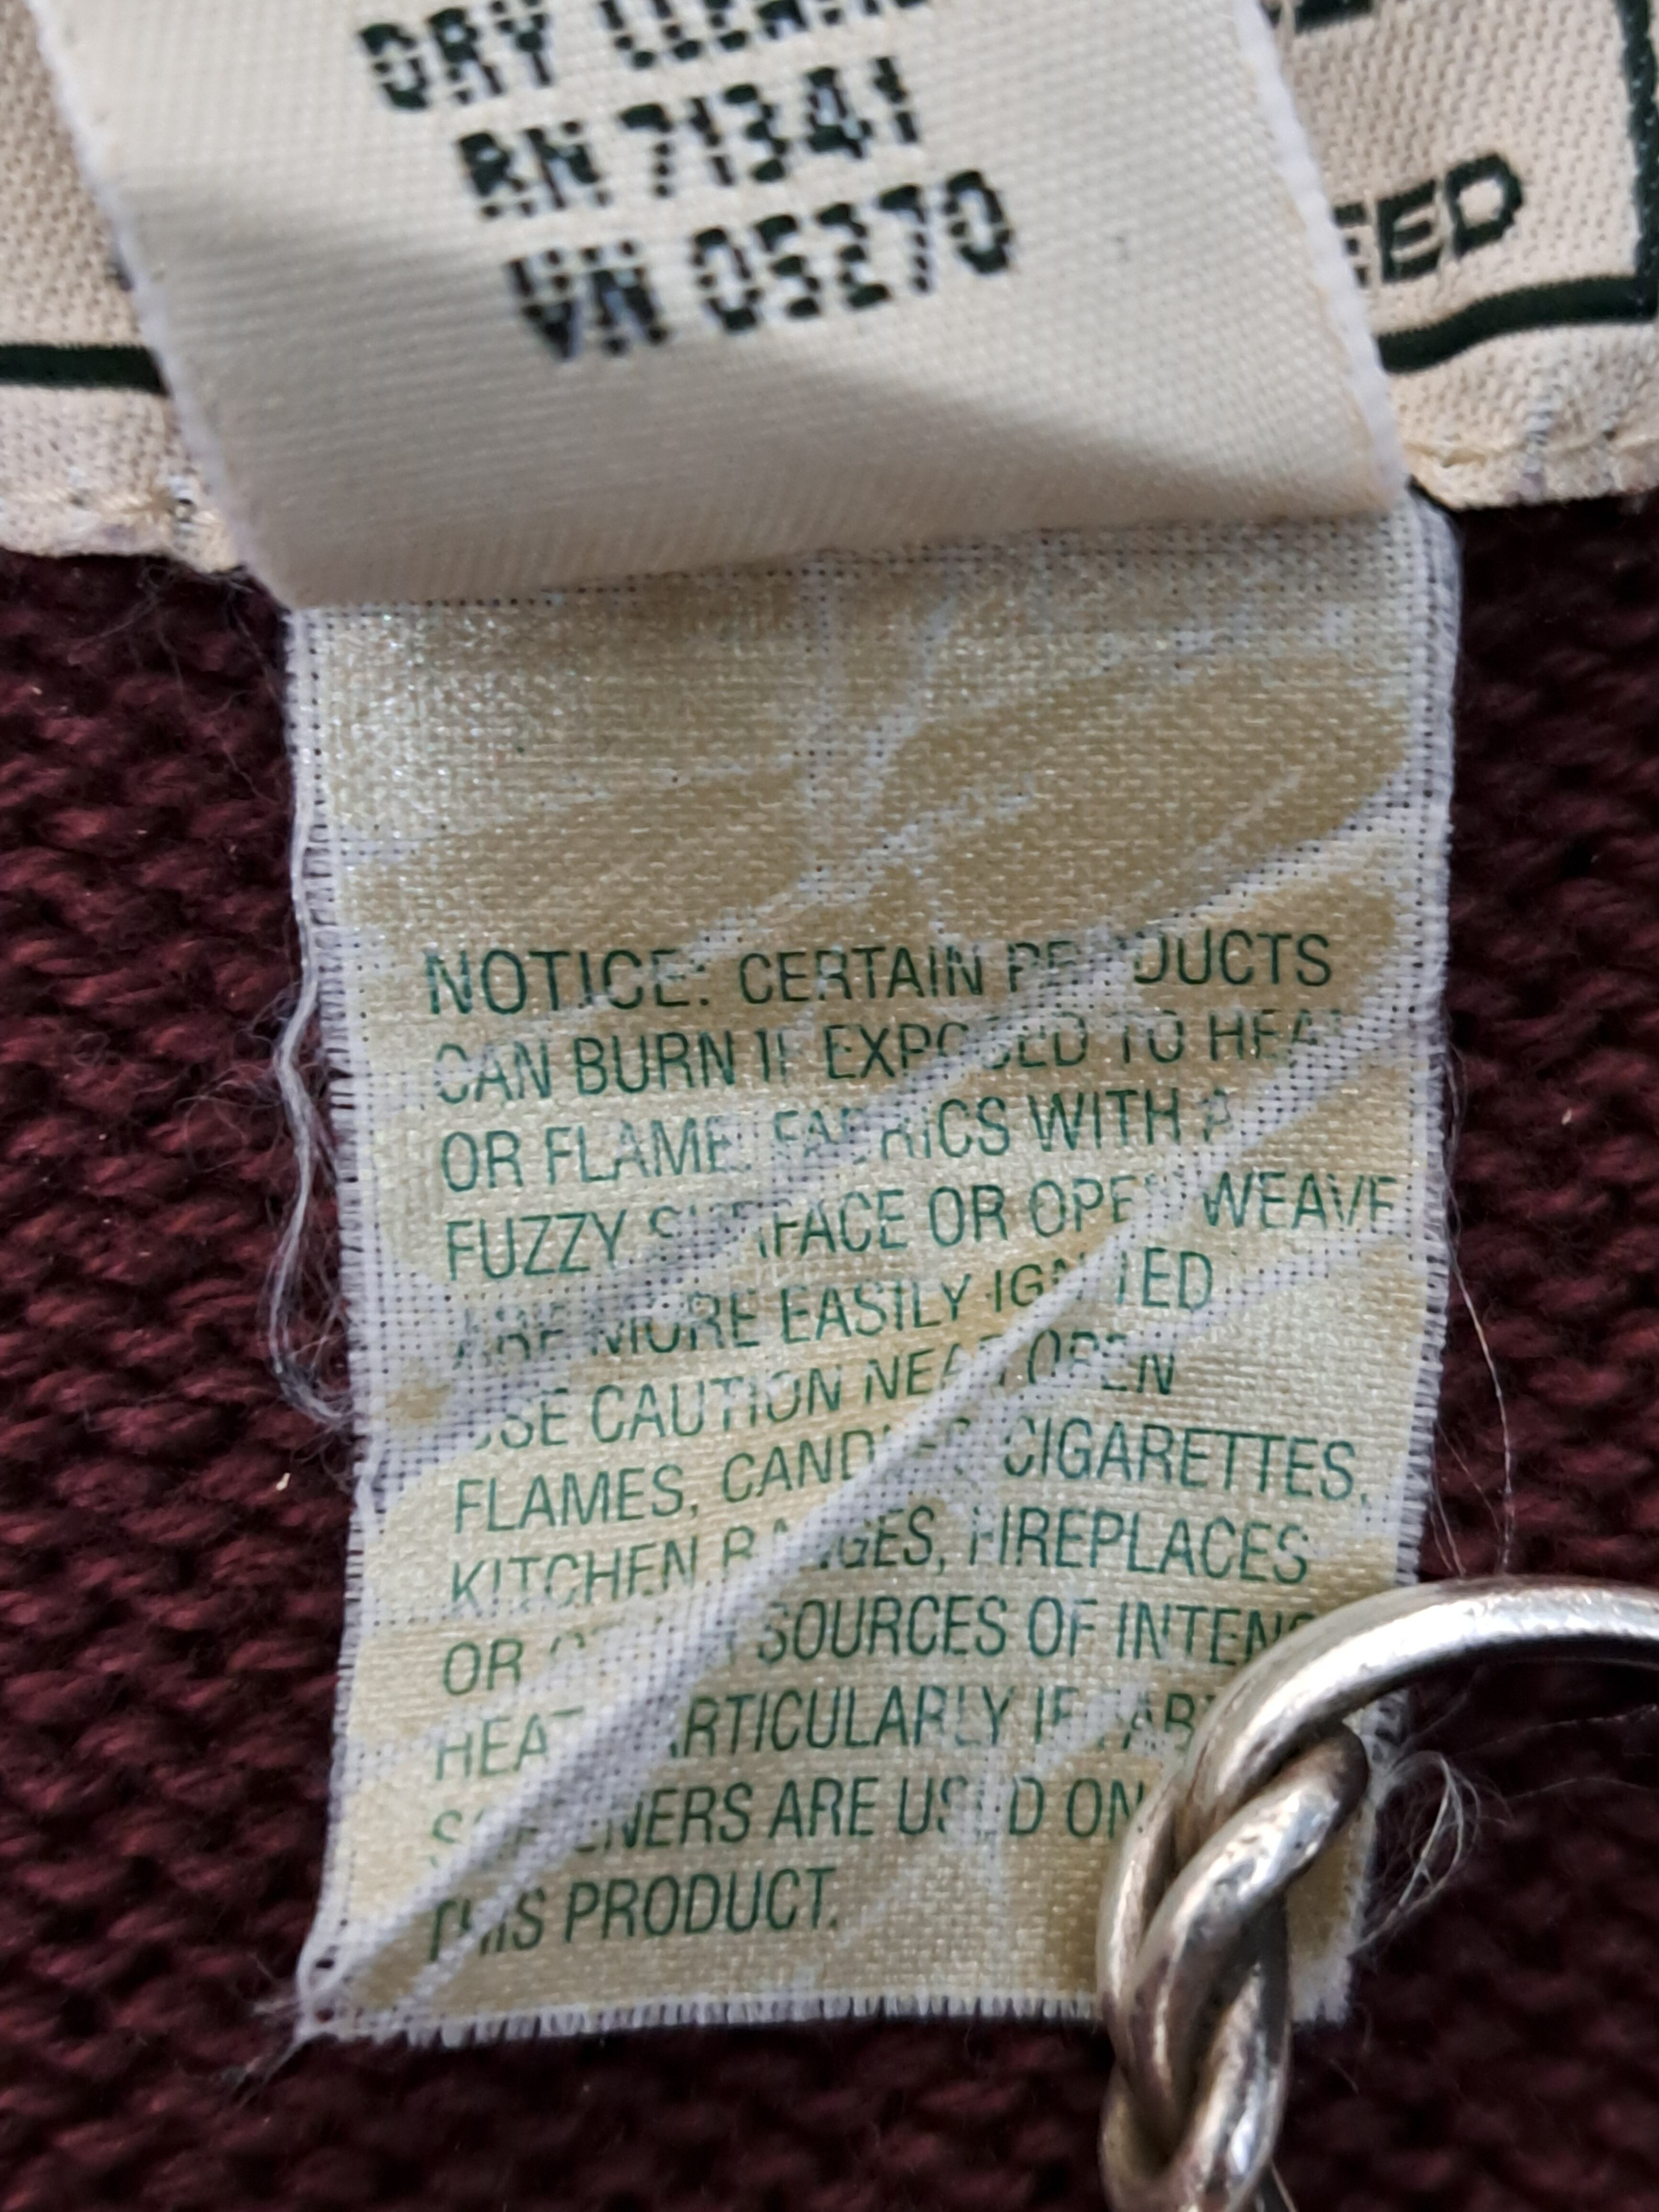 DRY
RN 71341
VN 05270
NOTICE: CERTAIN PRODUCTS
CAN BURN IF EXPOSED TO HEAT
OR FLAME. FABRICS WITH A
FUZZY SURFACE OR OPEN WEAVE
ARE MORE EASILY IGNITED
USE CAUTION NEAR OPEN
FLAMES, CANDLES, CIGARETTES,
KITCHEN RANGES, FIREPLACES
OR SOURCES OF
HEAT PARTICULARLY IF
SOFTENERS ARE USED ON
THIS PRODUCT.